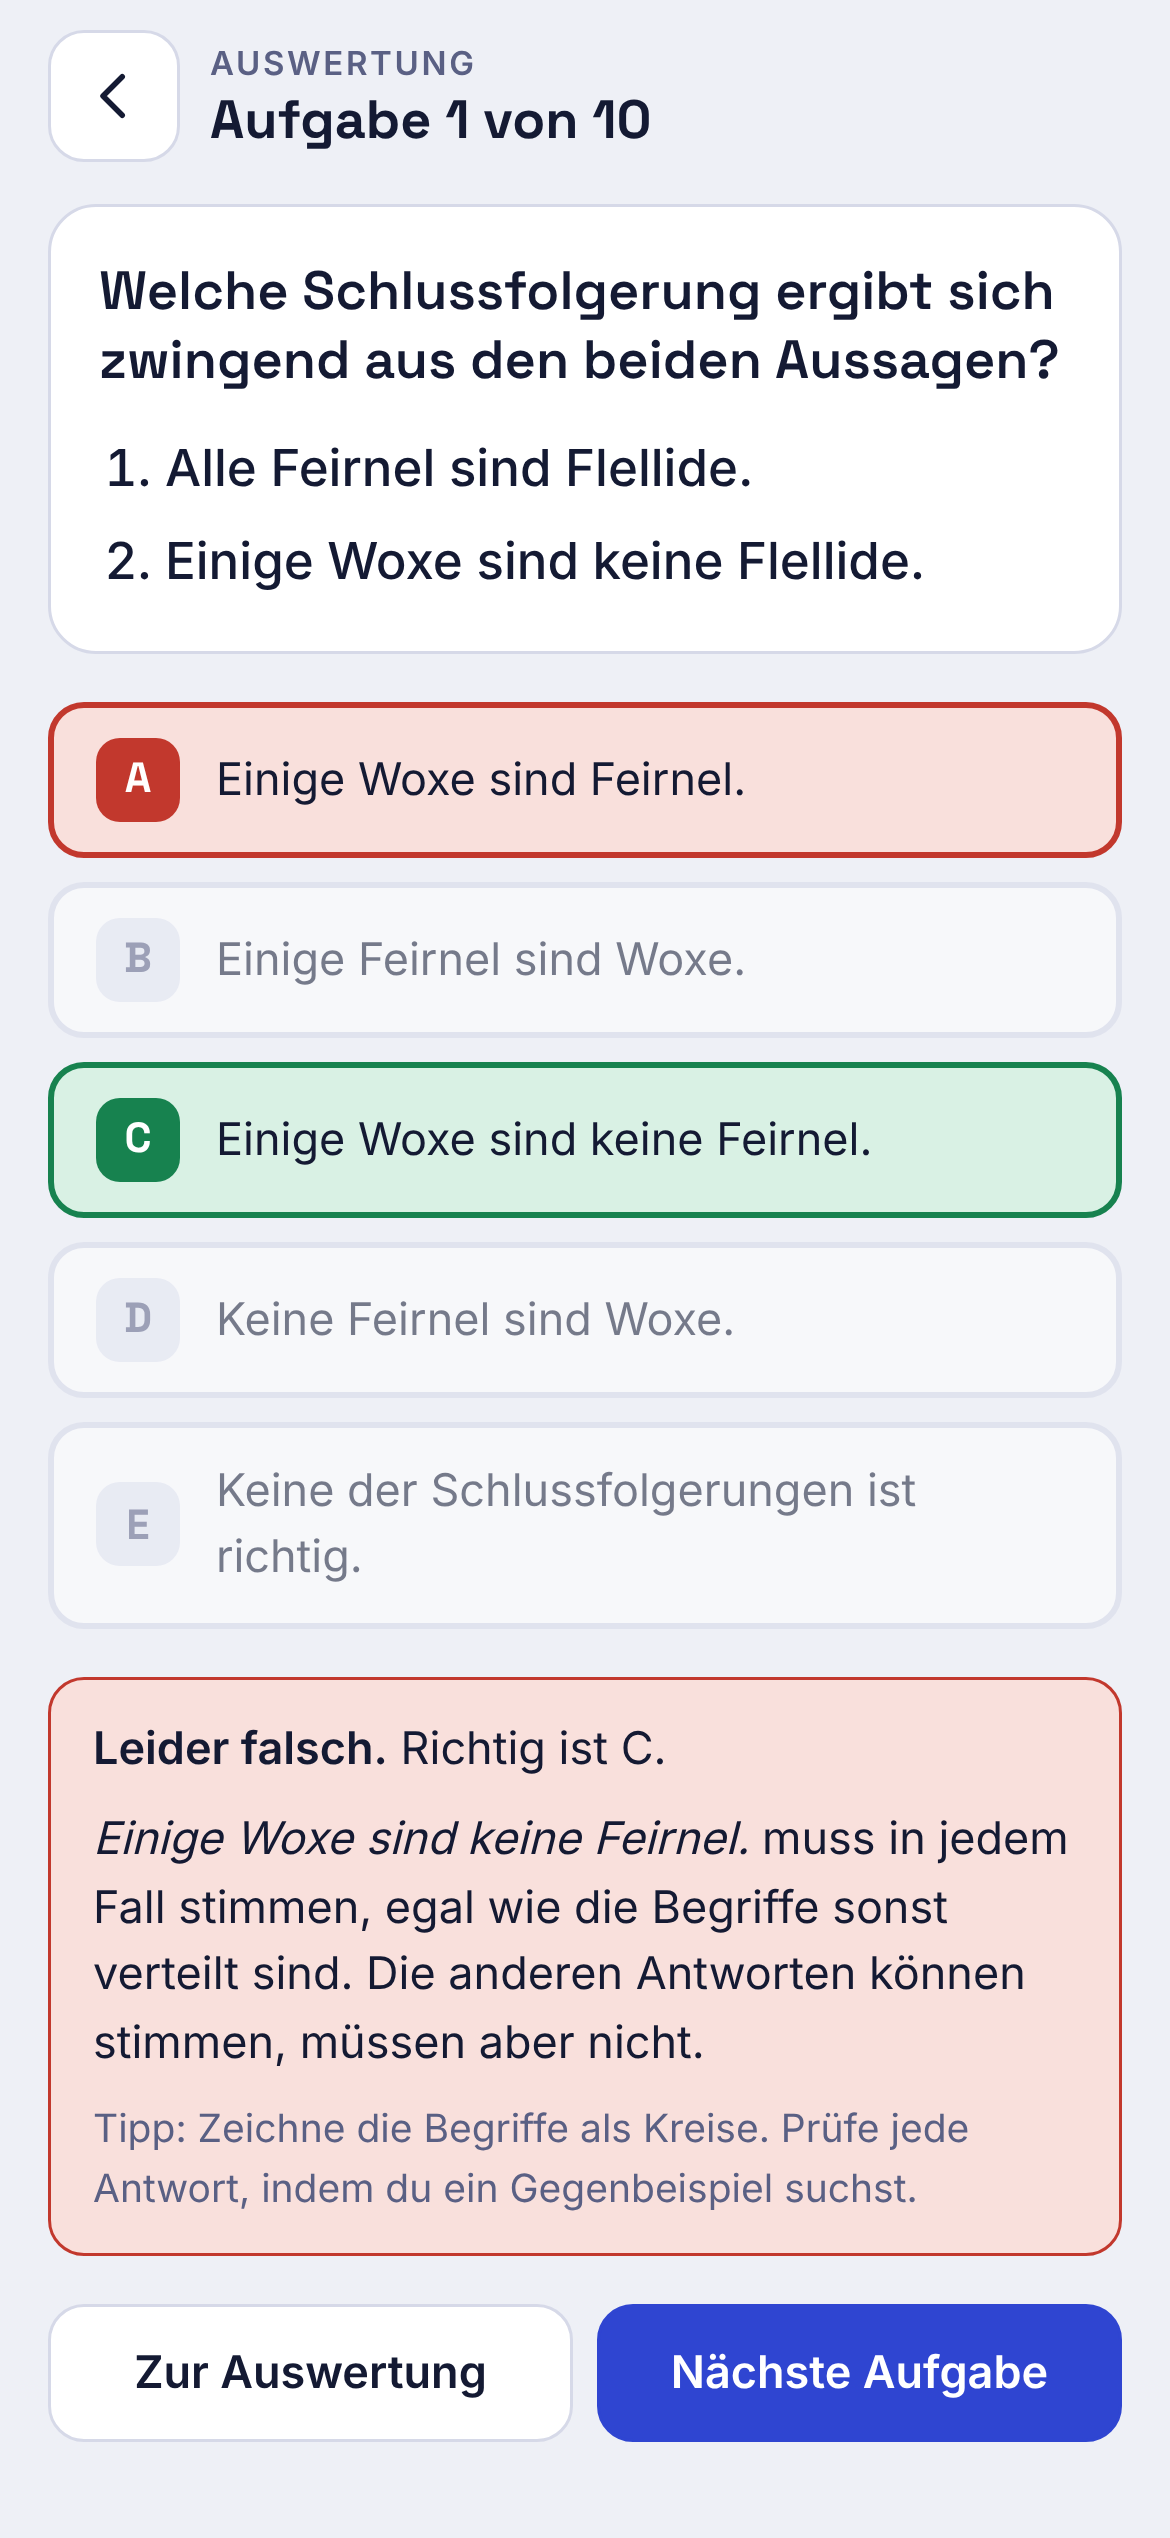 AUSWERTUNG
Aufgabe 1 von 10
Welche Schlussfolgerung ergibt sich
zwingend aus den beiden Aussagen?
1. Alle Feirnel sind Flellide.
2. Einige Woxe sind keine Flellide.
A Einige Woxe sind Feirnel.
B Einige Feirnel sind Woxe.
C Einige Woxe sind keine Feirnel.
D Keine Feirnel sind Woxe.
E Keine der Schlussfolgerungen ist
richtig.
Leider falsch. Richtig ist C.
Einige Woxe sind keine Feirnel. muss in jedem
Fall stimmen, egal wie die Begriffe sonst
verteilt sind. Die anderen Antworten können
stimmen, müssen aber nicht.
Tipp: Zeichne die Begriffe als Kreise. Prüfe jede
Antwort, indem du ein Gegenbeispiel suchst.
Zur Auswertung
Nächste Aufgabe